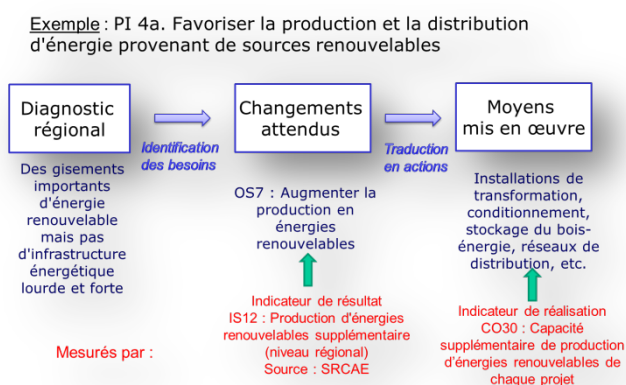 Exemple : PI 4a. Favoriser la production et la distribution
d'énergie provenant de sources renouvelables
Diagnostic
régional
Identification
des besoins
Changements
attendus
Traduction
en actions
Moyens
mis en œuvre
Des gisements
importants
d'énergie
renouvelable
mais pas
d'infrastructure
énergétique
lourde et forte
OS7 : Augmenter la
production en
énergies
renouvelables
Installations de
transformation,
conditionnement,
stockage du bois-
énergie, réseaux de
distribution, etc.
Mesurés par :
Indicateur de résultat
IS12 : Production d'énergies
renouvelables supplémentaire
(niveau régional)
Source : SRCAE
Indicateur de réalisation
CO30 : Capacité
supplémentaire de production
d'énergies renouvelables de
chaque projet